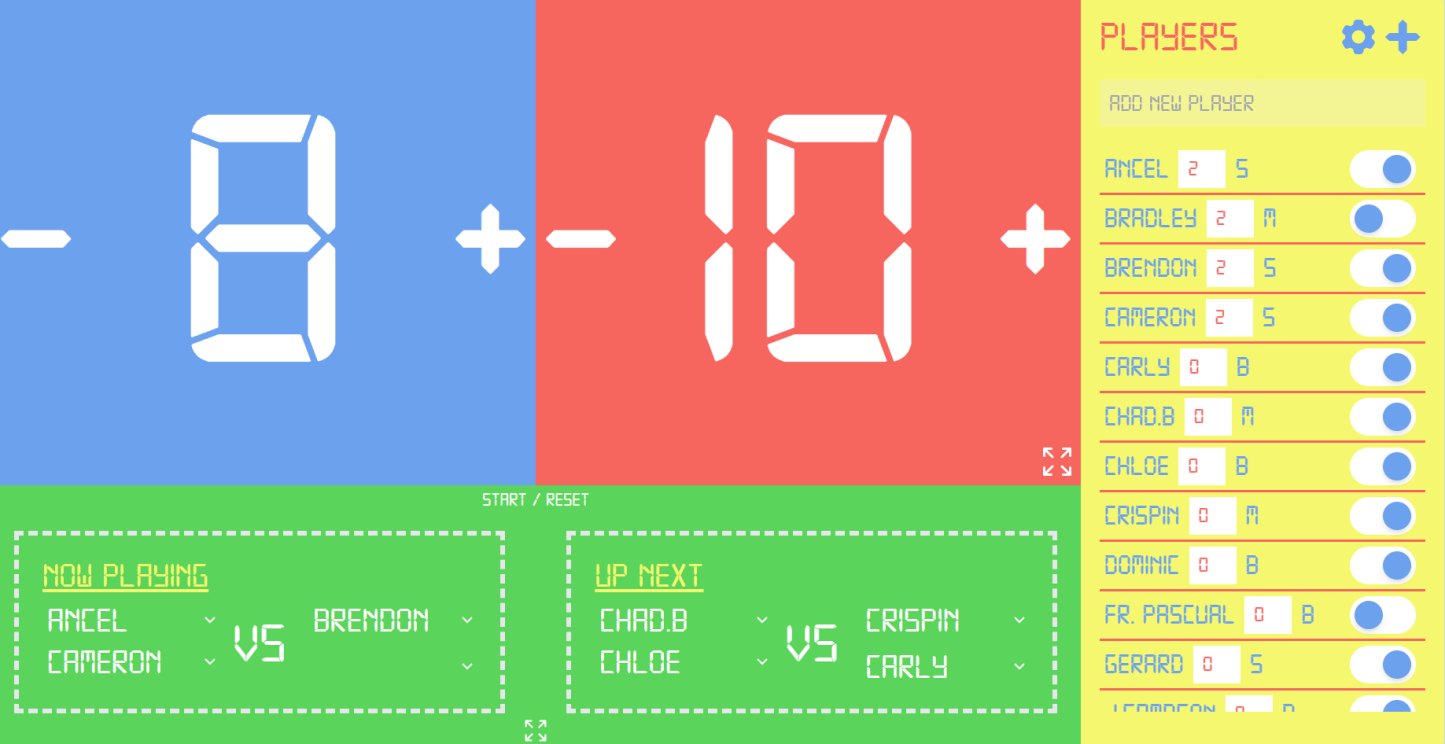 8
10
START / RESET
NOW PLAYING
ANCEL
CAMERON
VS
BRENDON
UP NEXT
CHAD.B
CHLOE
VS
CRISPIN
CARLY
PLAYERS
ADD NEW PLAYER
ANCEL 2 S
BRADLEY 2 M
BRENDON 2 S
CAMERON 2 S
CARLY 0 B
CHAD.B 0 M
CHLOE 0 B
CRISPIN 0 M
DOMINIC 0 B
FR. PASCUAL 0 B
GERARD 0 S